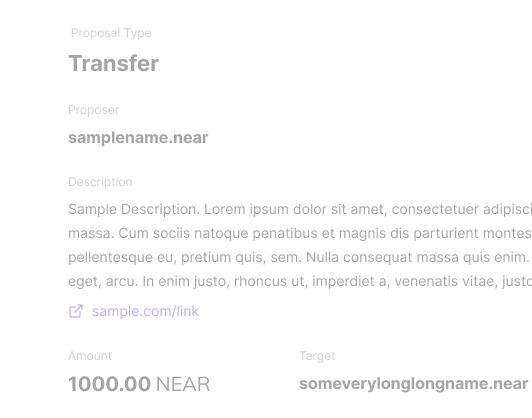 Proposal Type
Transfer
Proposer
samplename.near
Description
Sample Description. Lorem ipsum dolor sit amet, consectetuer adipisci
massa. Cum sociis natoque penatibus et magnis dis parturient montes
pellentesque eu, pretium quis, sem. Nulla consequat massa quis enim.
eget, arcu. In enim justo, rhoncus ut, imperdiet a, venenatis vitae, justo
sample.com/link
Amount Target
1000.00 NEAR someverylonglongname.near